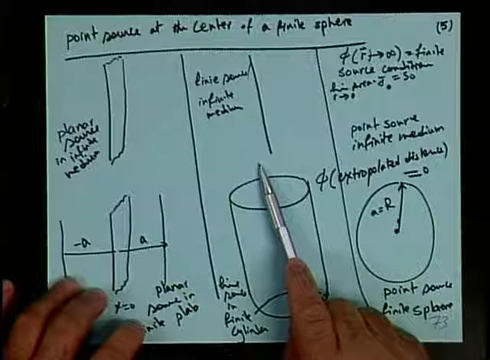 point source at the center of a finite sphere
(5)
planar
source
in infinite
medium
line source
infinite
medium
ϕ(r⃗→∞) = finite
source condition
lim area·J = S0
r→0
point source
infinite medium
ϕ(extrapolated distance)
=0
-a
a
x=0
planar
source in
finite slab
line
source
in
finite
cylinder
a=R
point source
finite sphere
73